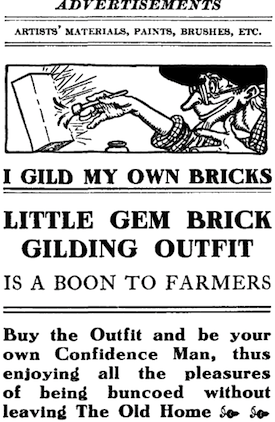 ADVERTISEMENTS
ARTISTS' MATERIALS, PAINTS, BRUSHES, ETC.
I GILD MY OWN BRICKS
LITTLE GEM BRICK
GILDING OUTFIT
IS A BOON TO FARMERS
Buy the Outfit and be your
own Confidence Man, thus
enjoying all the pleasures
of being buncoed without
leaving The Old Home